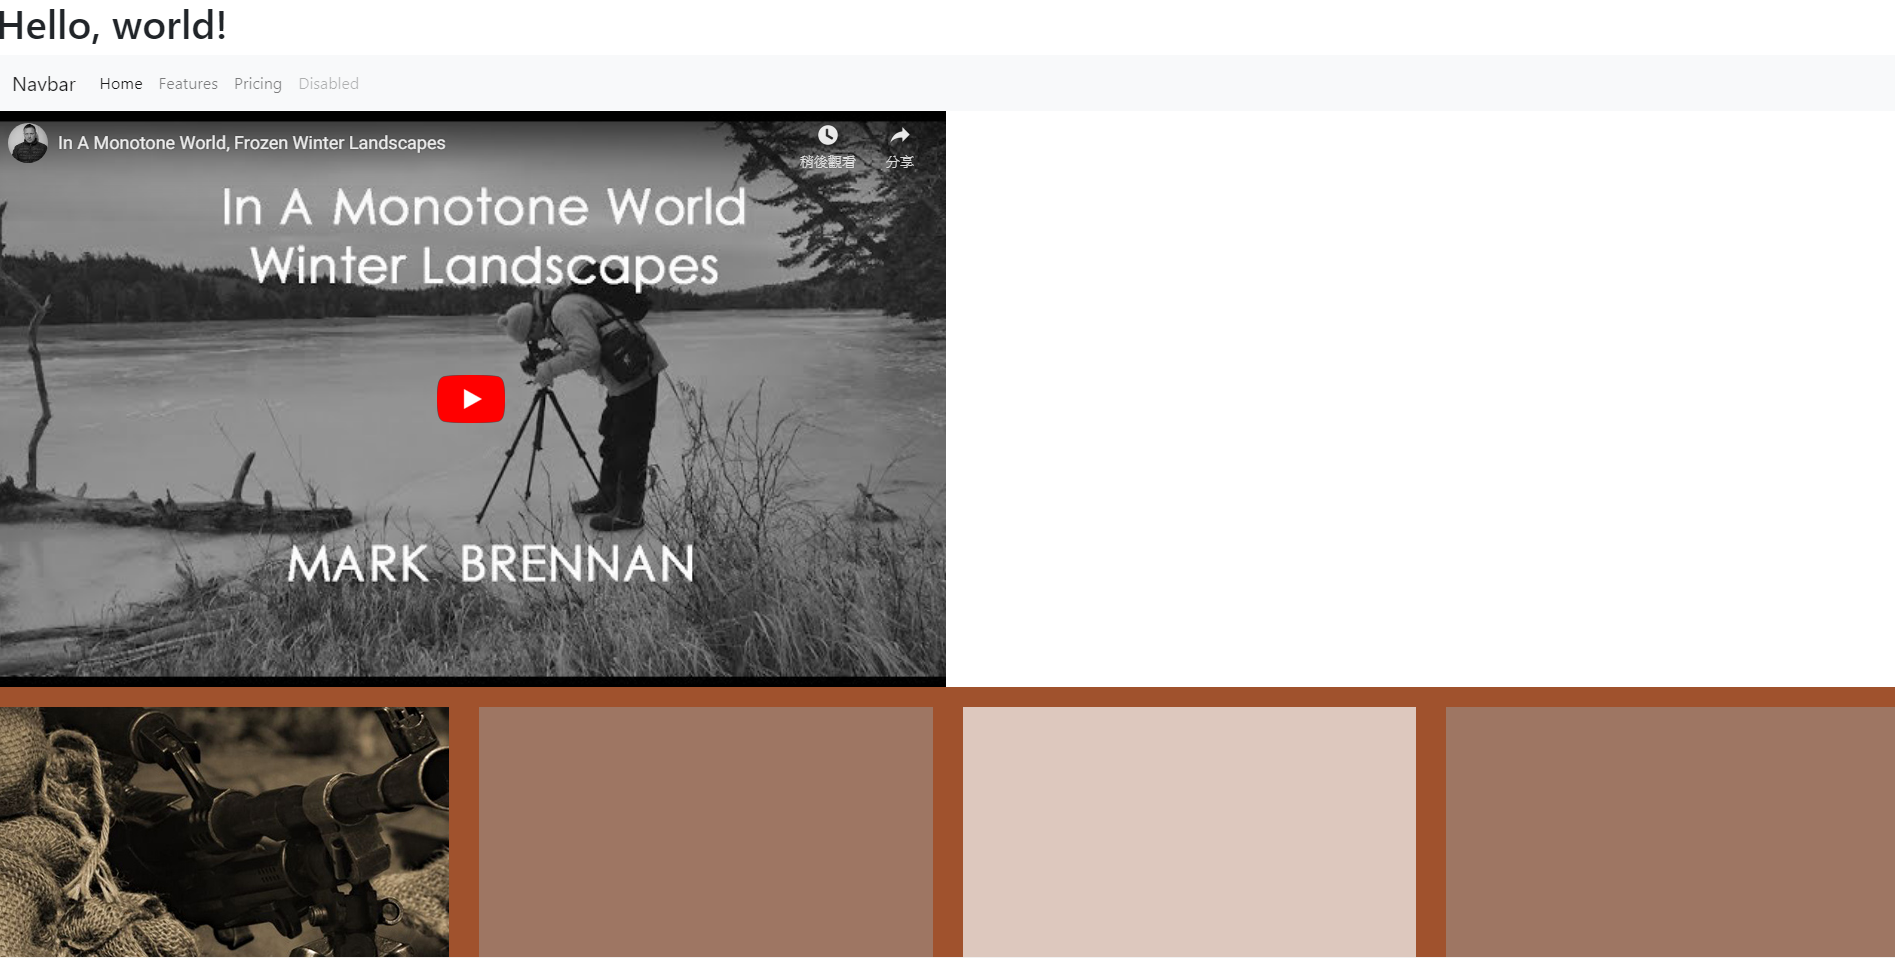 Hello, world!
Navbar Home Features Pricing Disabled
In A Monotone World, Frozen Winter Landscapes
稍後觀看 分享
In A Monotone World
Winter Landscapes
MARK BRENNAN